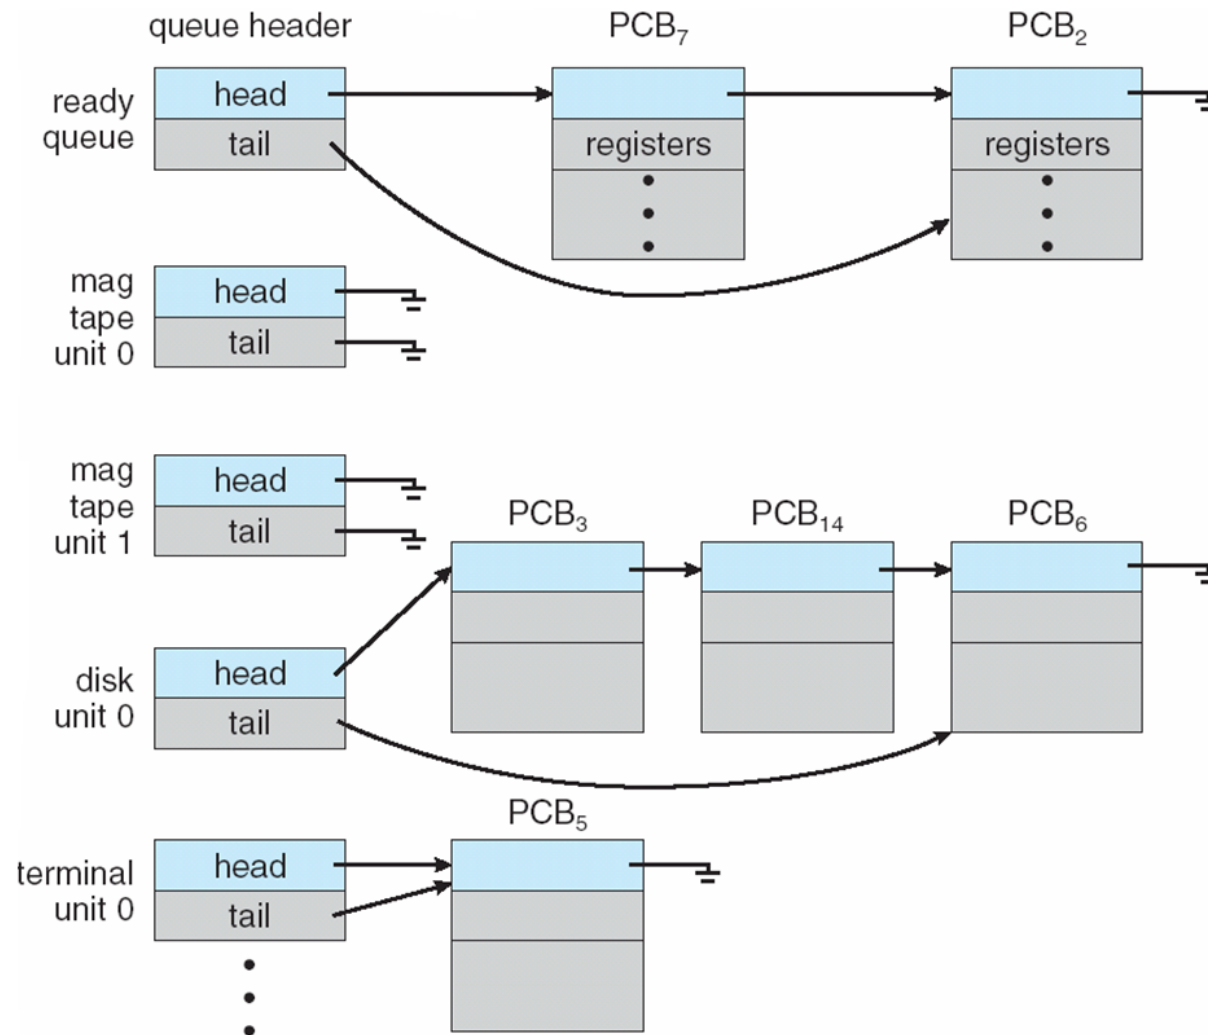 queue header
PCB7
PCB2
ready
queue
head
tail
registers
registers
mag
tape
unit 0
head
tail
mag
tape
unit 1
head
tail
PCB3
PCB14
PCB6
disk
unit 0
head
tail
PCB5
terminal
unit 0
head
tail